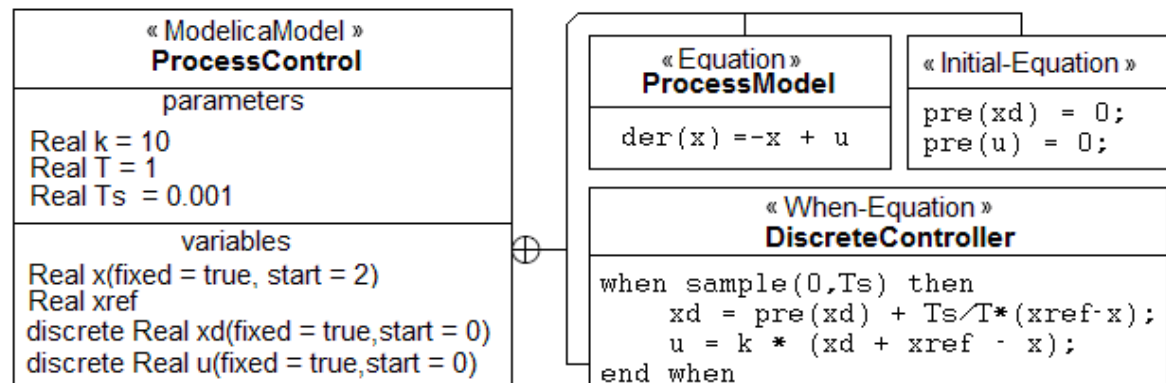 « ModelicaModel »
ProcessControl
parameters
Real k = 10
Real T = 1
Real Ts = 0.001
variables
Real x(fixed = true, start = 2)
Real xref
discrete Real xd(fixed = true,start = 0)
discrete Real u(fixed = true,start = 0)
«Equation»
ProcessModel
der(x) =-x + u
« Initial-Equation »
pre(xd) = 0;
pre(u) = 0;
« When-Equation »
DiscreteController
when sample(0,Ts) then
xd = pre(xd) + Ts/T*(xref-x);
u = k * (xd + xref - x);
end when